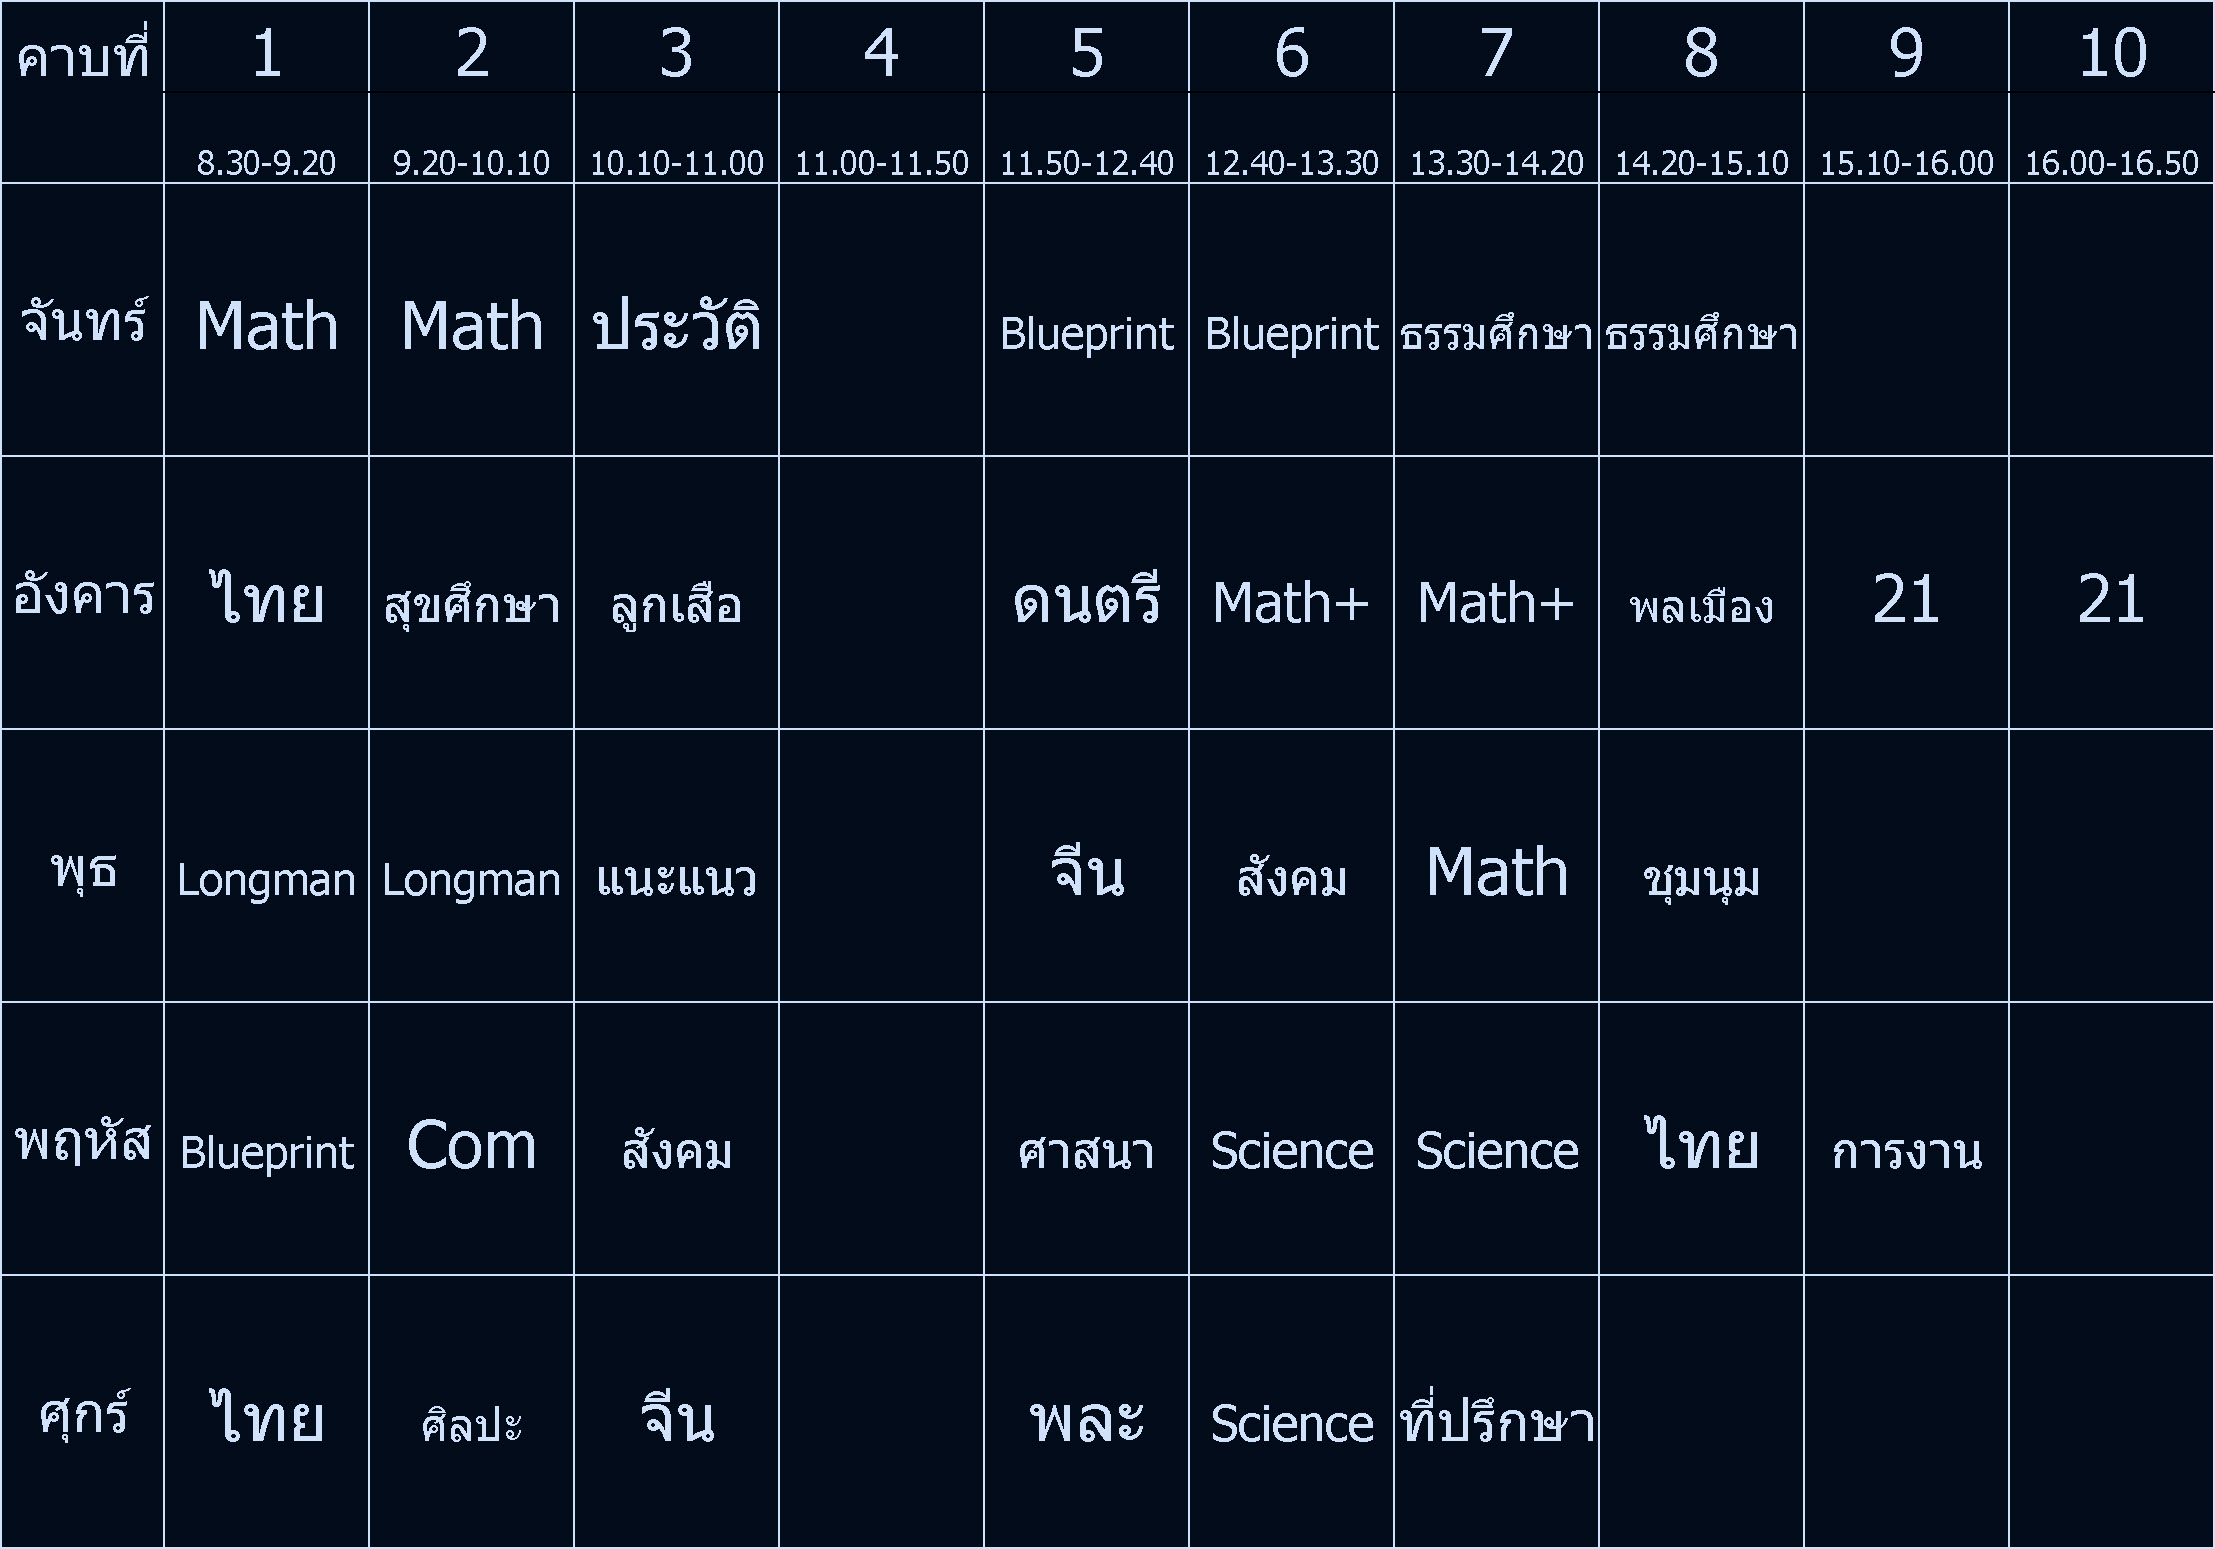 คาบที่ 1 2 3 4 5 6 7 8 9 10
8.30-9.20 9.20-10.10 10.10-11.00 11.00-11.50 11.50-12.40 12.40-13.30 13.30-14.20 14.20-15.10 15.10-16.00 16.00-16.50
จันทร์ Math Math ประวัติ Blueprint Blueprint ธรรมศึกษา ธรรมศึกษา
อังคาร ไทย สุขศึกษา ลูกเสือ ดนตรี Math+ Math+ พลเมือง 21 21
พุธ Longman Longman แนะแนว จีน สังคม Math ชุมนุม
พฤหัส Blueprint Com สังคม ศาสนา Science Science ไทย การงาน
ศุกร์ ไทย ศิลปะ จีน พละ Science ที่ปรึกษา